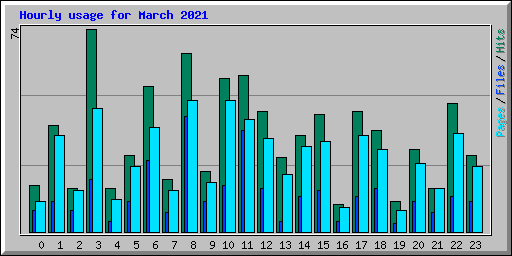 Hourly usage for March 2021
74
Pages/Files/Hits
0 1 2 3 4 5 6 7 8 9 10 11 12 13 14 15 16 17 18 19 20 21 22 23